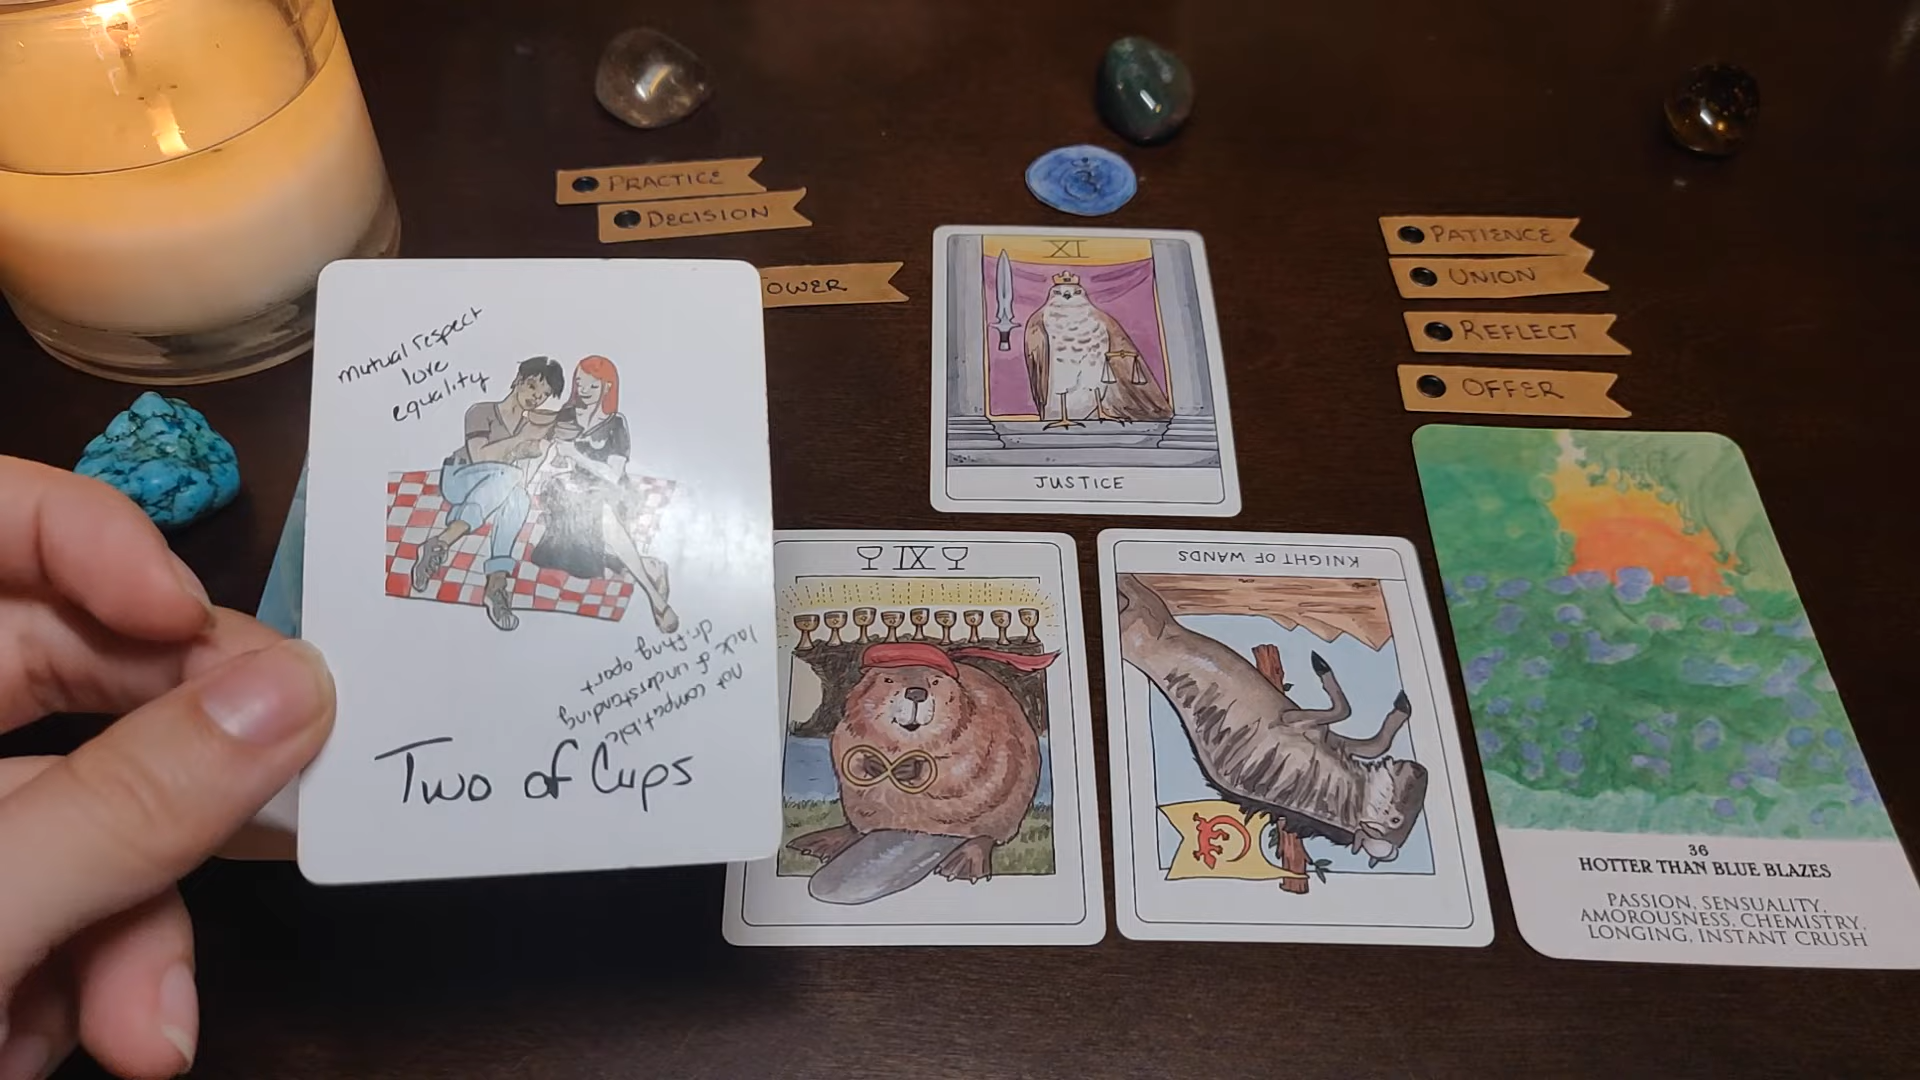 PRACTICE
DECISION
OWER
PATIENCE
UNION
REFLECT
OFFER
XI
JUSTICE
mutual respect
love
equality
not compatible
lack of understanding
drifting apart
Two of Cups
XI
KNIGHT OF WANDS
36
HOTTER THAN BLUE BLAZES
PASSION, SENSUALITY,
AMOROUSNESS, CHEMISTRY,
LONGING, INSTANT CRUSH